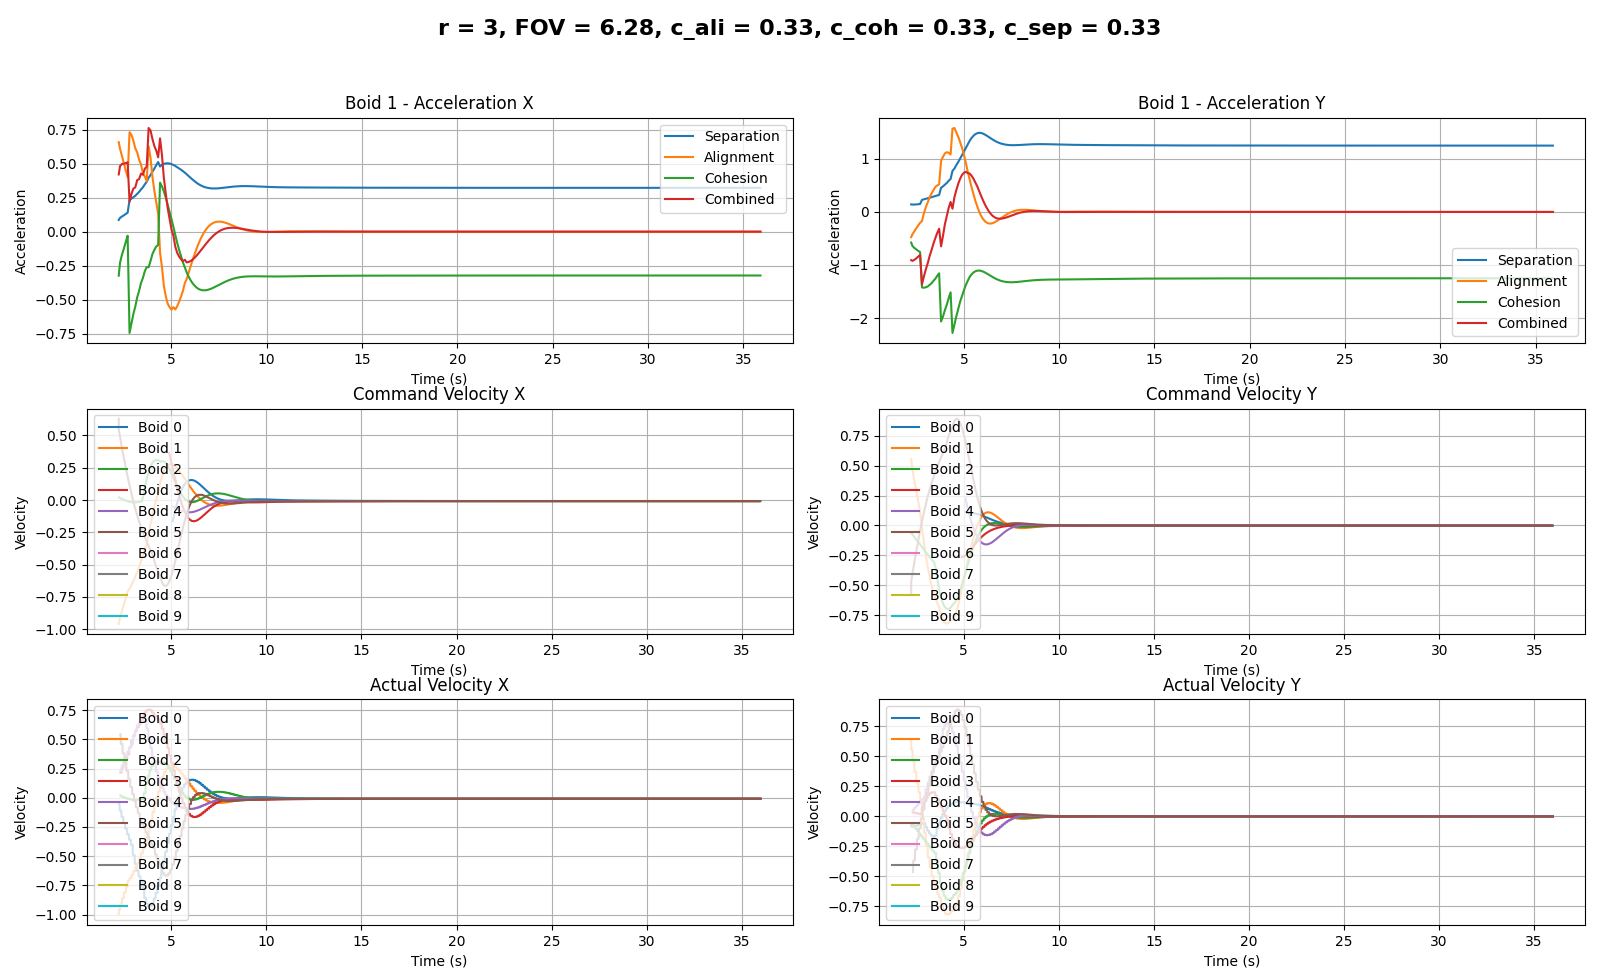 r = 3, FOV = 6.28, c_ali = 0.33, c_coh = 0.33, c_sep = 0.33
Boid 1 - Acceleration X
Acceleration
0.75
0.50
0.25
0.00
−0.25
−0.50
−0.75
Separation
Alignment
Cohesion
Combined
5 10 15 20 25 30 35
Time (s)
Boid 1 - Acceleration Y
Acceleration
1
0
−1
−2
Separation
Alignment
Cohesion
Combined
5 10 15 20 25 30 35
Time (s)
Command Velocity X
Velocity
0.50
0.25
0.00
−0.25
−0.50
−0.75
−1.00
Boid 0
Boid 1
Boid 2
Boid 3
Boid 4
Boid 5
Boid 6
Boid 7
Boid 8
Boid 9
5 10 15 20 25 30 35
Time (s)
Command Velocity Y
Velocity
0.75
0.50
0.25
0.00
−0.25
−0.50
−0.75
Boid 0
Boid 1
Boid 2
Boid 3
Boid 4
Boid 5
Boid 6
Boid 7
Boid 8
Boid 9
5 10 15 20 25 30 35
Time (s)
Actual Velocity X
Velocity
0.75
0.50
0.25
0.00
−0.25
−0.50
−0.75
−1.00
Boid 0
Boid 1
Boid 2
Boid 3
Boid 4
Boid 5
Boid 6
Boid 7
Boid 8
Boid 9
5 10 15 20 25 30 35
Time (s)
Actual Velocity Y
Velocity
0.75
0.50
0.25
0.00
−0.25
−0.50
−0.75
Boid 0
Boid 1
Boid 2
Boid 3
Boid 4
Boid 5
Boid 6
Boid 7
Boid 8
Boid 9
5 10 15 20 25 30 35
Time (s)